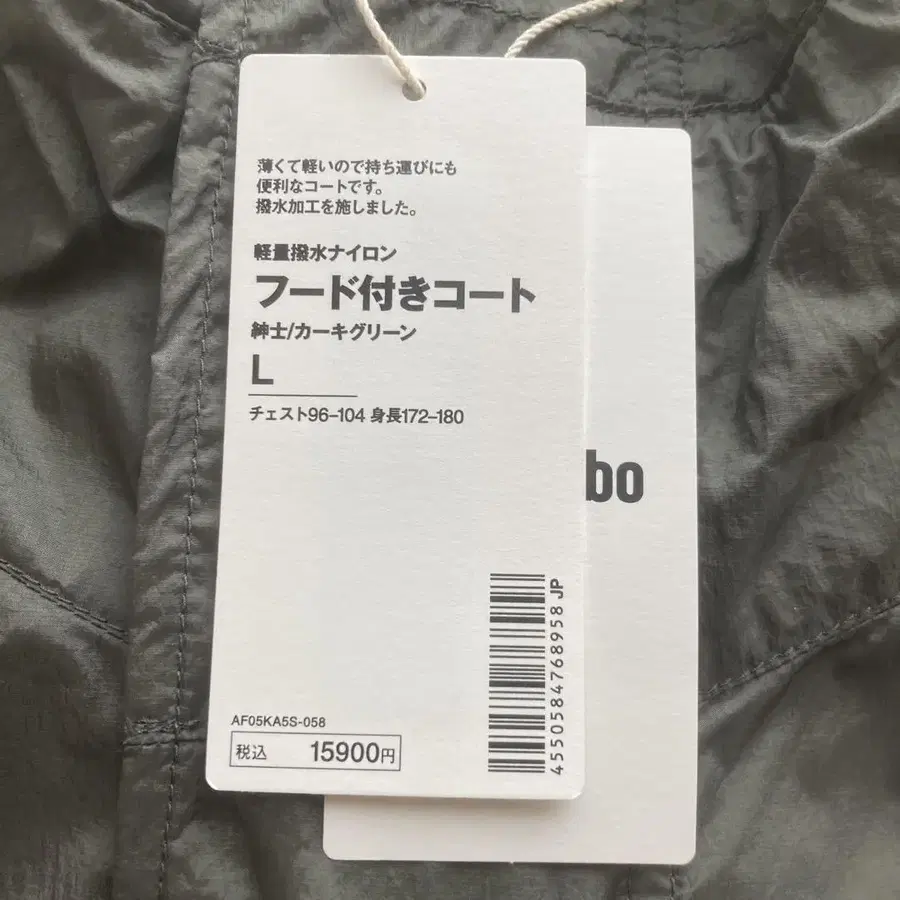 薄くて軽いので持ち運びにも
便利なコートです。
撥水加工を施しました。
軽量撥水ナイロン
フード付きコート
紳士/カーキグリーン
L
チェスト96–104 身長172–180
bo
4550584768958 JP
AF05KA5S-058
税込 15900円